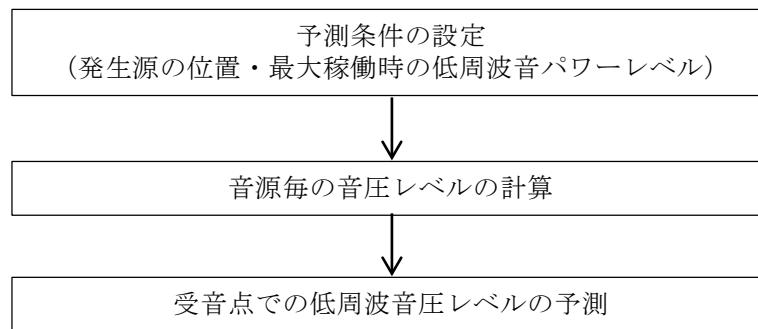 予測条件の設定
（発生源の位置・最大稼働時の低周波音パワーレベル）
音源毎の音圧レベルの計算
受音点での低周波音圧レベルの予測